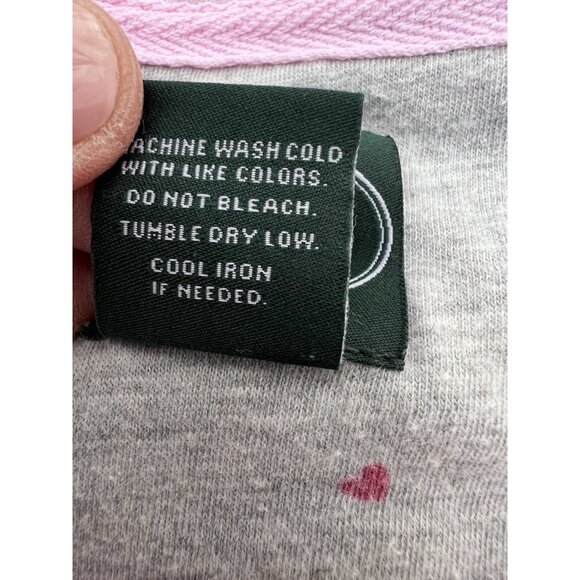 MACHINE WASH COLD
WITH LIKE COLORS.
DO NOT BLEACH.
TUMBLE DRY LOW.
COOL IRON
IF NEEDED.